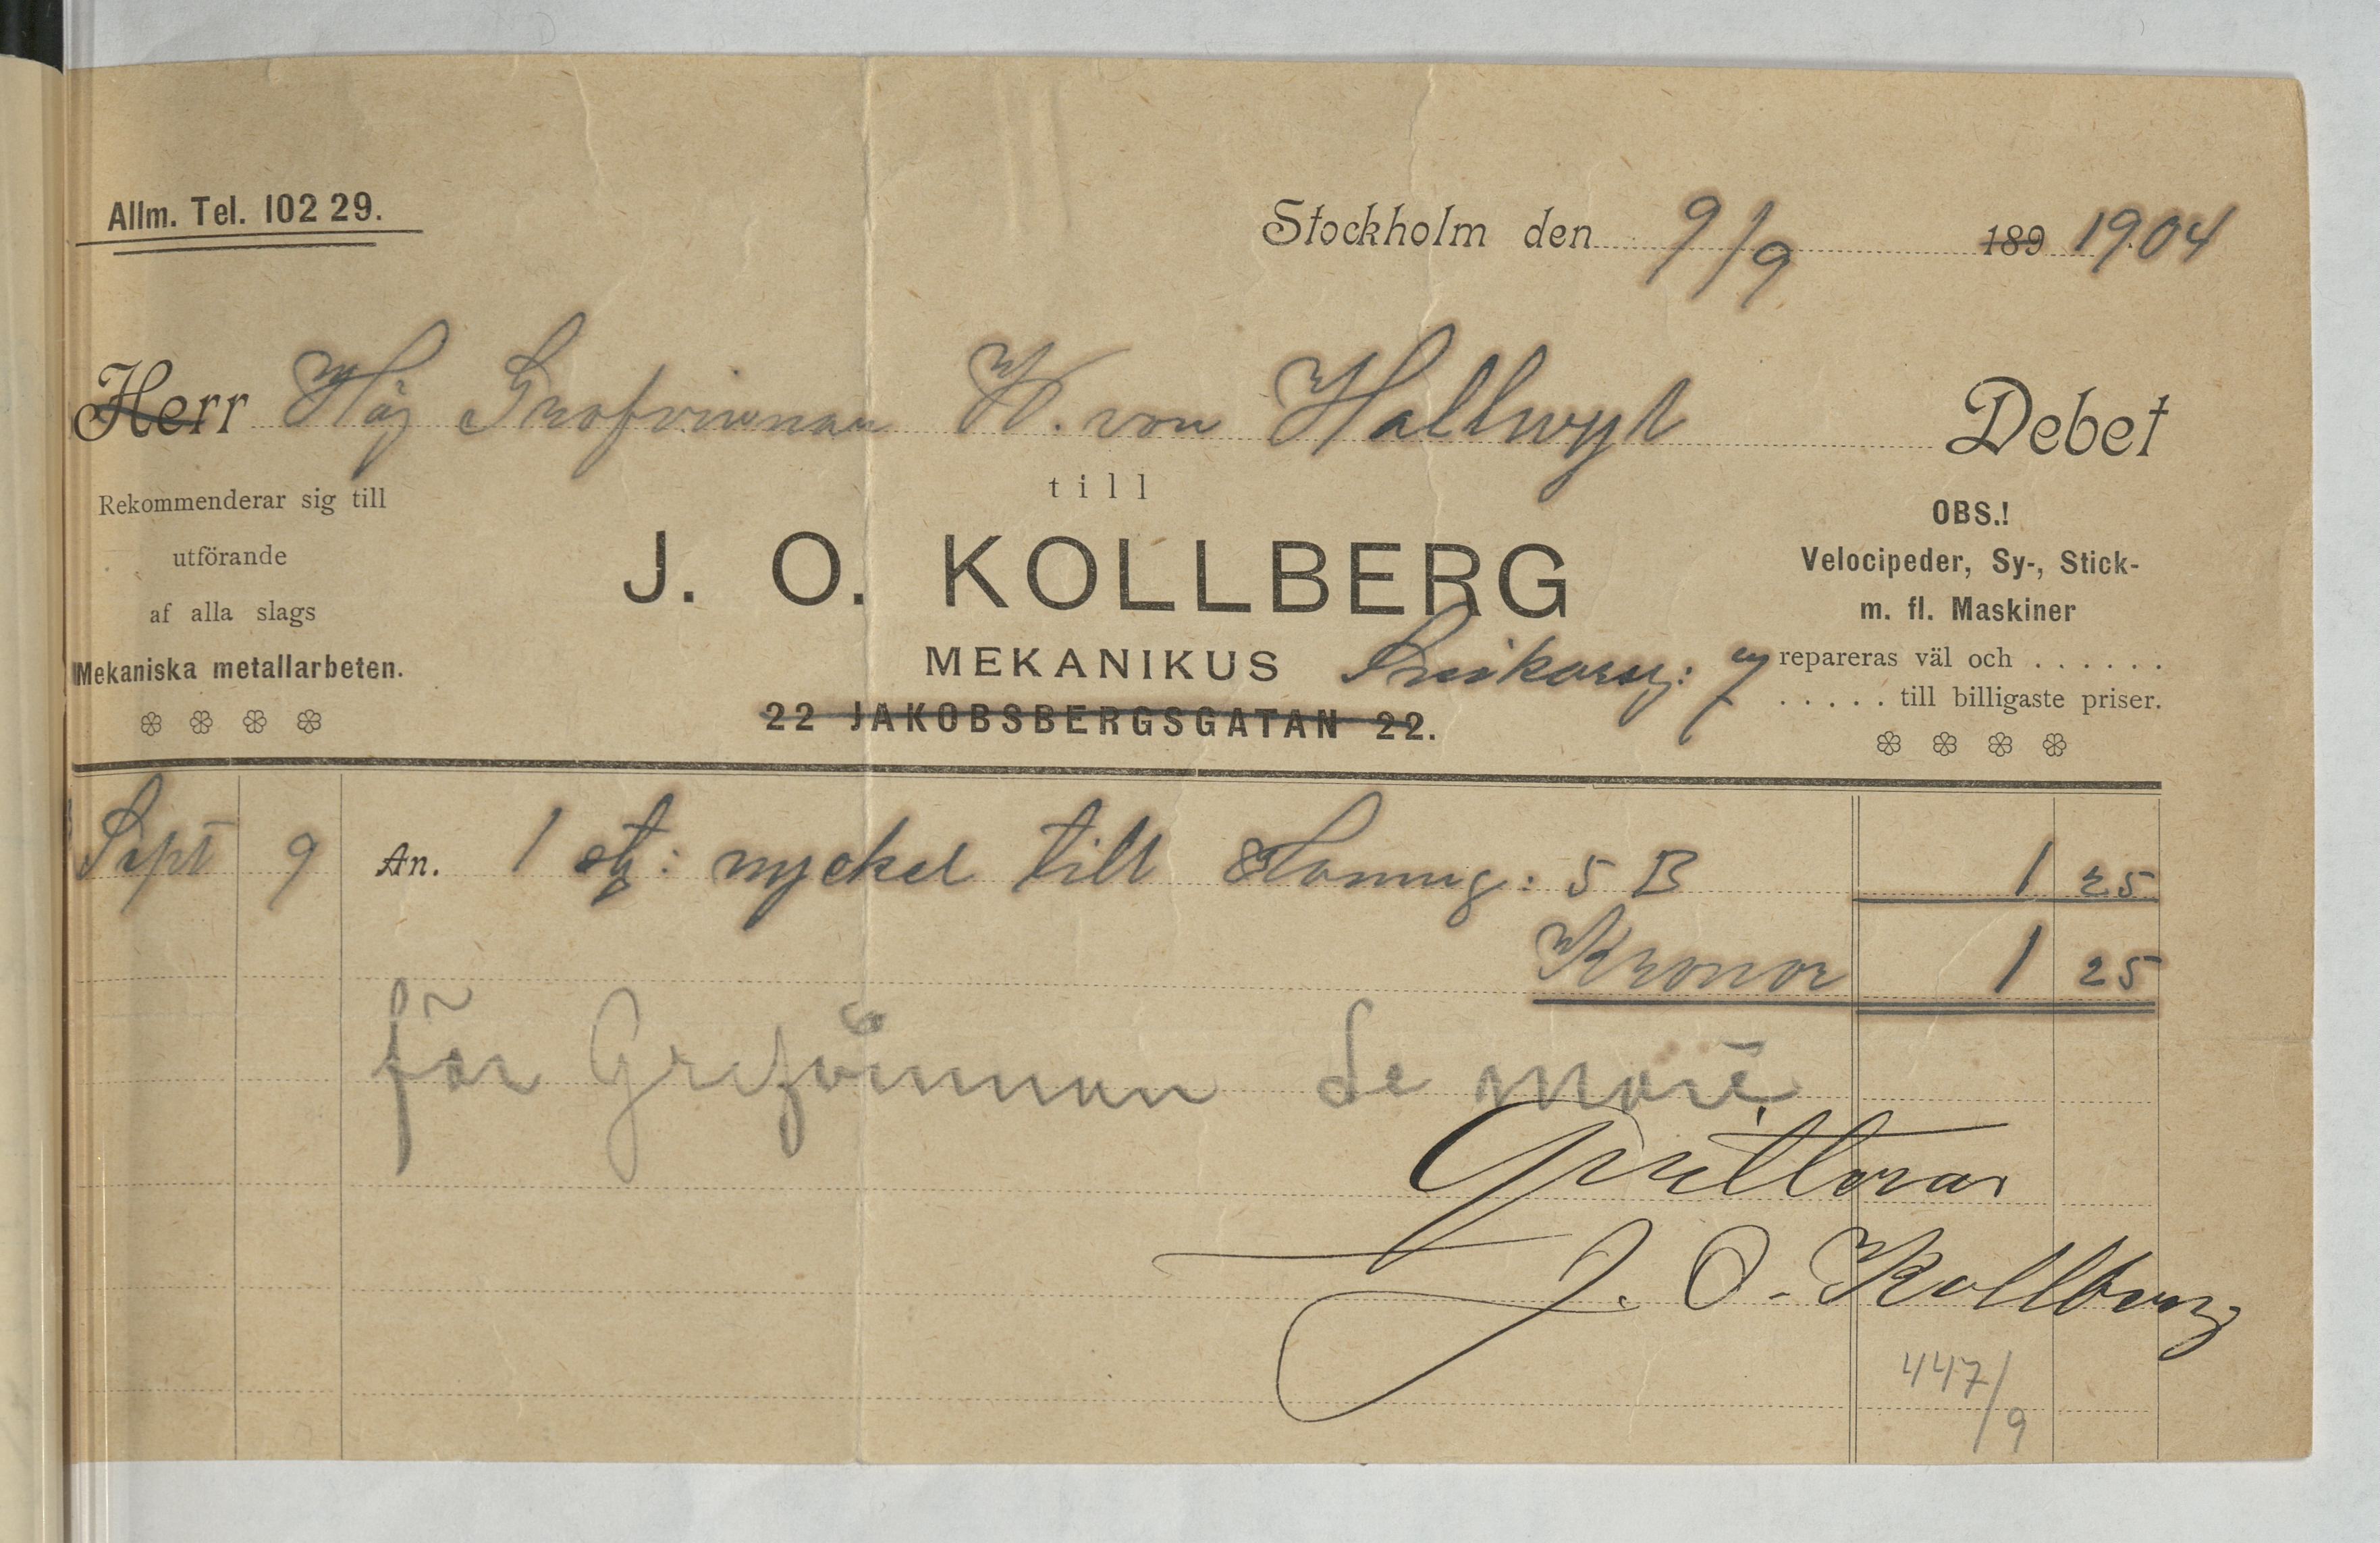 Allm. Tel. 102 29.
Stockholm den 9/9 189 1904
Herr Hög Grefvinnan W. von Hallwyl Debet
till
Rekommenderar sig till
utförande
af alla slags
Mekaniska metallarbeten.
J. O. KOLLBERG
MEKANIKUS
22 JAKOBSBERGSGATAN 22.
OBS.!
Velocipeder, Sy-, Stick-
m. fl. Maskiner
repareras väl och . . . . . .
. . . . . till billigaste priser.
Sept 9 An. 1 st: nyckel till Hamng: 5 B 1 25
Kronor 1 25
för Grefvinnan de Maré
Qvitteras
J. O. Kollberg
447/9